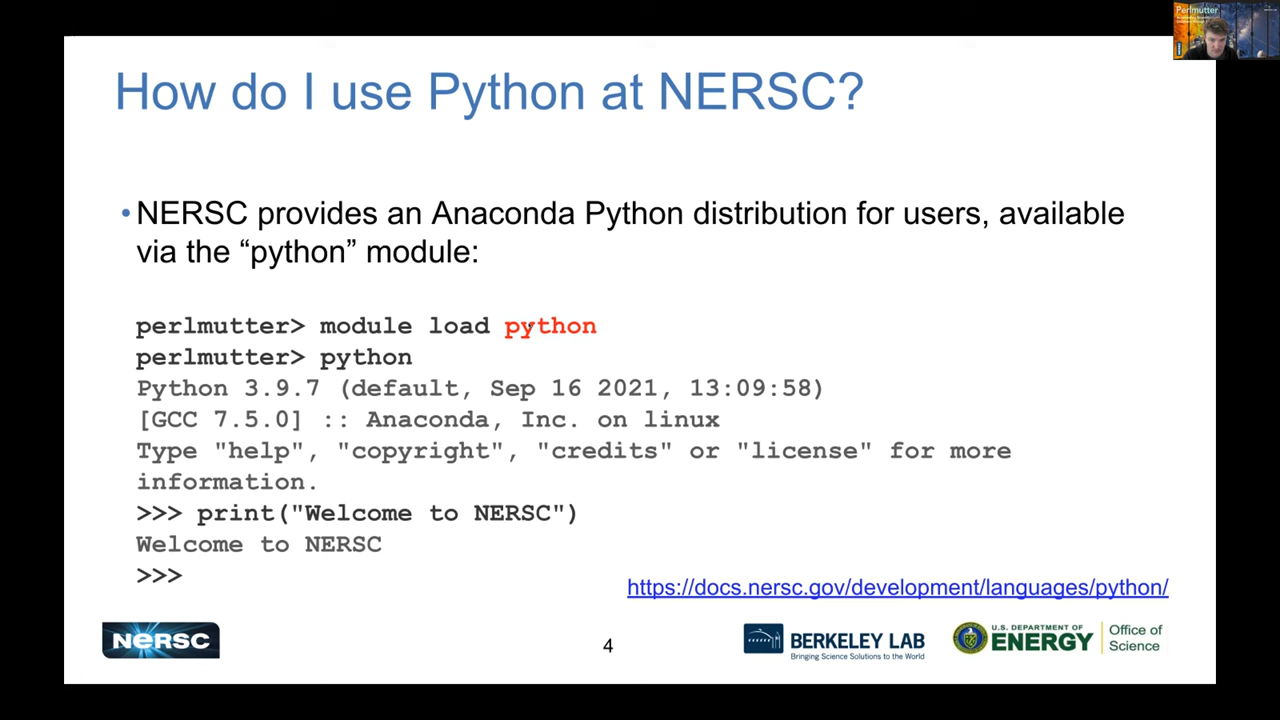 Perlmutter
How do I use Python at NERSC?
• NERSC provides an Anaconda Python distribution for users, available
via the “python” module:
perlmutter> module load python
perlmutter> python
Python 3.9.7 (default, Sep 16 2021, 13:09:58)
[GCC 7.5.0] :: Anaconda, Inc. on linux
Type "help", "copyright", "credits" or "license" for more
information.
>>> print("Welcome to NERSC")
Welcome to NERSC
>>>
https://docs.nersc.gov/development/languages/python/
NERSC
4
BERKELEY LAB
Bringing Science Solutions to the World
U.S. DEPARTMENT OF
ENERGY
Office of
Science